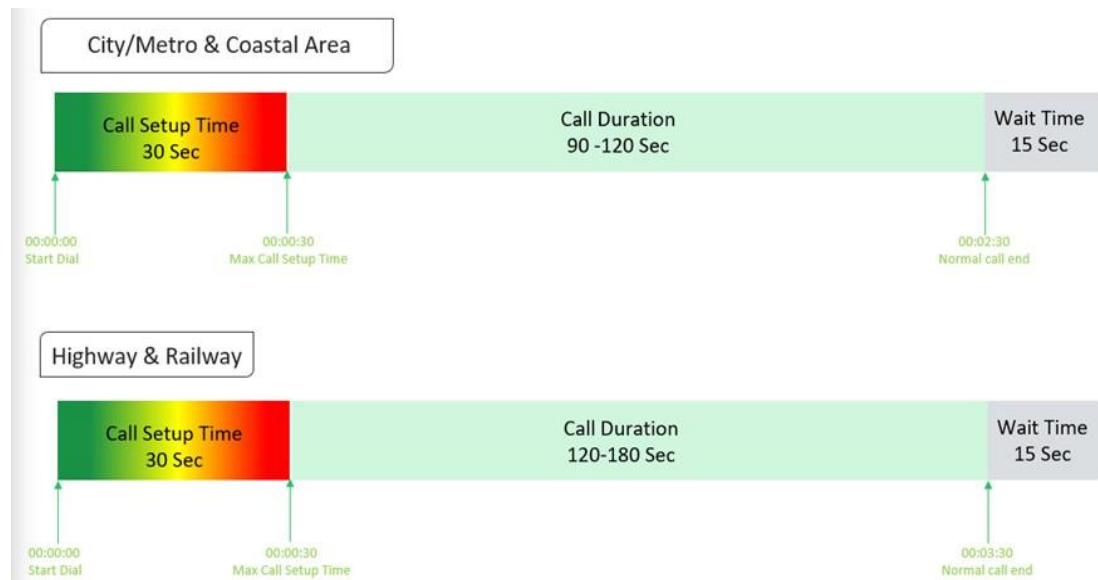 City/Metro & Coastal Area
Call Setup Time
30 Sec
Call Duration
90 -120 Sec
Wait Time
15 Sec
00:00:00
Start Dial
00:00:30
Max Call Setup Time
00:02:30
Normal call end
Highway & Railway
Call Setup Time
30 Sec
Call Duration
120-180 Sec
Wait Time
15 Sec
00:00:00
Start Dial
00:00:30
Max Call Setup Time
00:03:30
Normal call end